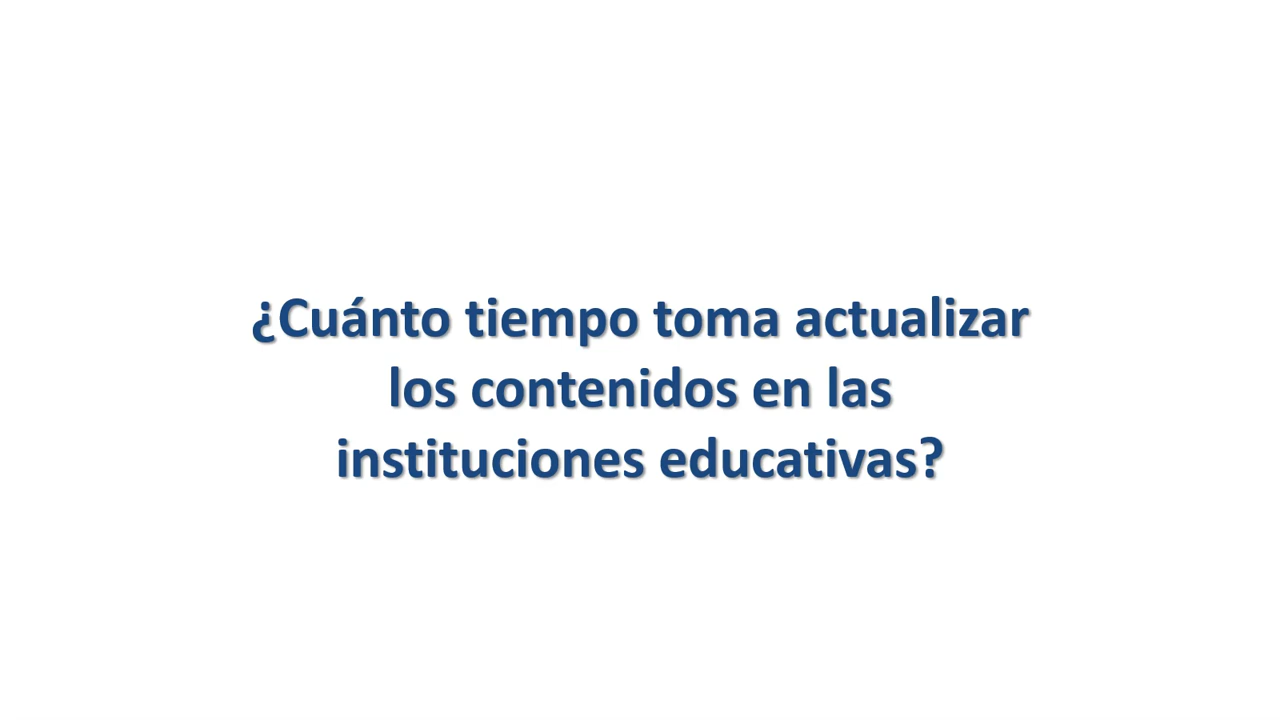 ¿Cuánto tiempo toma actualizar
los contenidos en las
instituciones educativas?